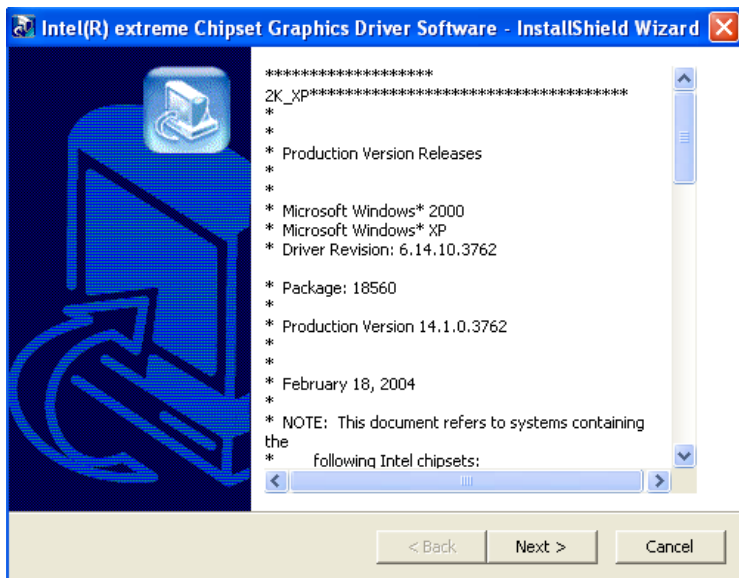 Intel(R) extreme Chipset Graphics Driver Software - InstallShield Wizard
*******************
2K_XP************************************
*
*
* Production Version Releases
*
*
* Microsoft Windows* 2000
* Microsoft Windows* XP
* Driver Revision: 6.14.10.3762
* Package: 18560
*
* Production Version 14.1.0.3762
*
*
* February 18, 2004
*
* NOTE: This document refers to systems containing
the
* following Intel chipsets:
< Back
Next >
Cancel